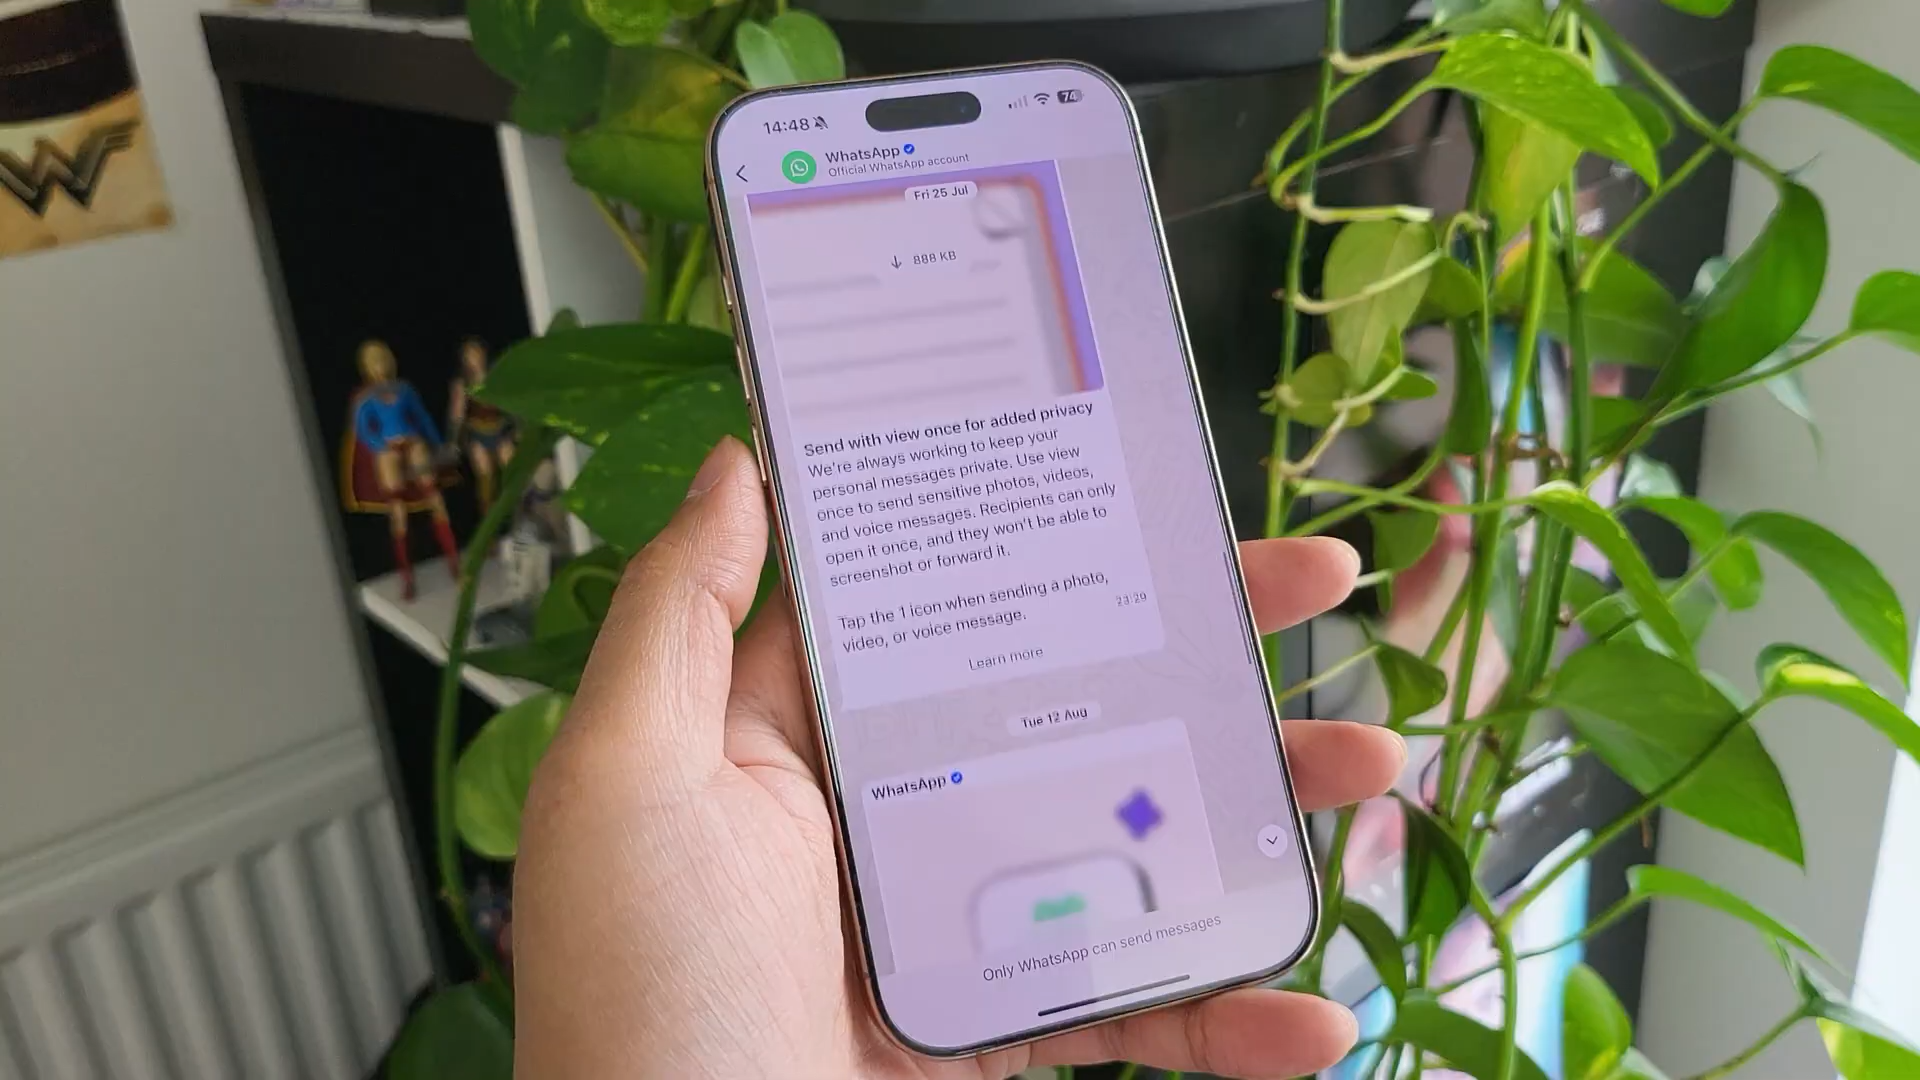 14:48
74
WhatsApp
Official WhatsApp account
Fri 25 Jul
888 KB
Send with view once for added privacy
We're always working to keep your
personal messages private. Use view
once to send sensitive photos, videos,
and voice messages. Recipients can only
open it once, and they won't be able to
screenshot or forward it.
Tap the 1 icon when sending a photo,
video, or voice message.
23:29
Learn more
Tue 12 Aug
WhatsApp
Only WhatsApp can send messages